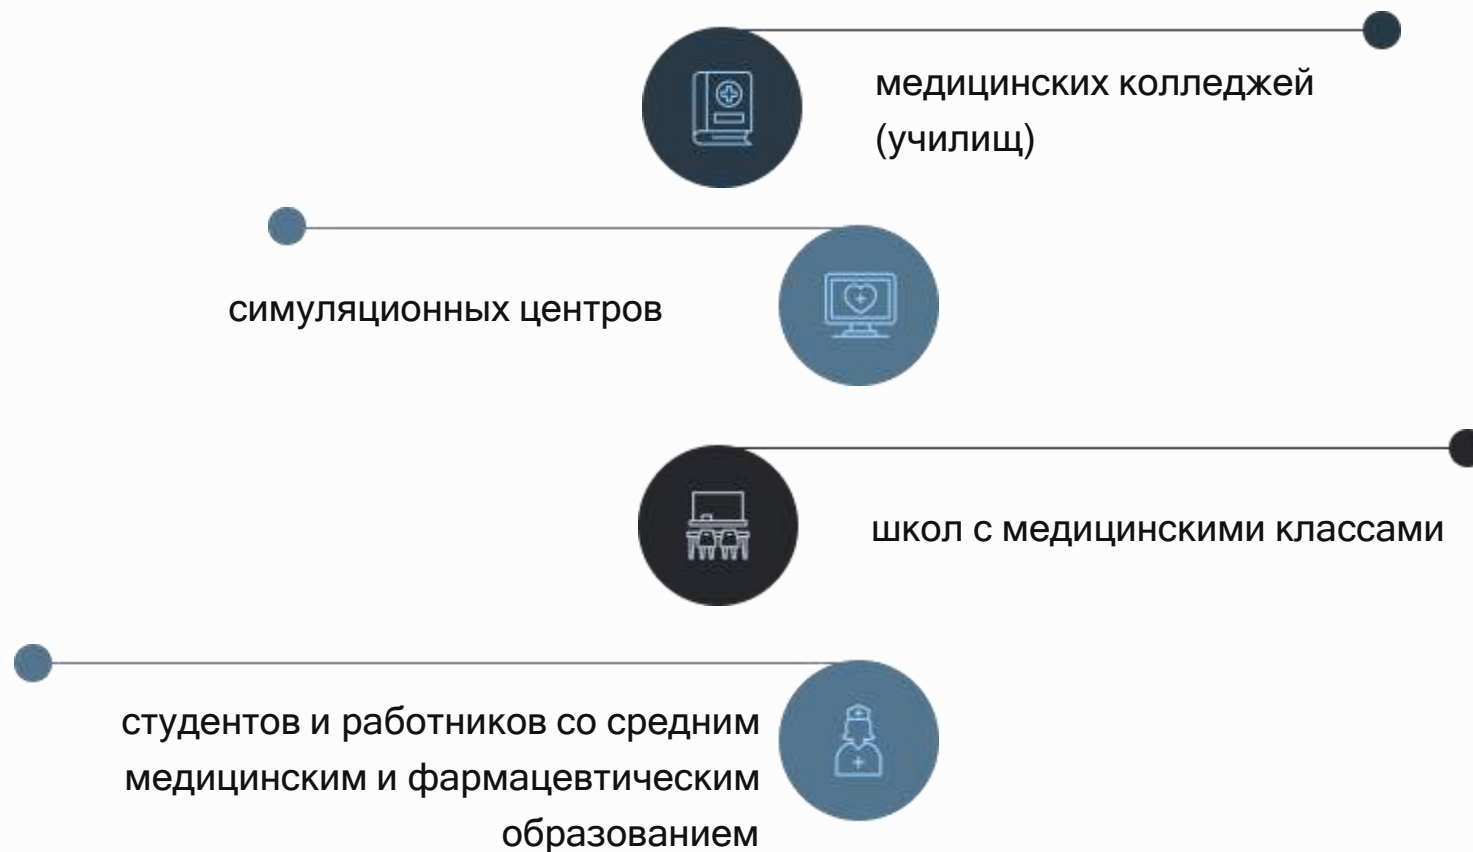 медицинских колледжей
(училищ)
симуляционных центров
школ с медицинскими классами
студентов и работников со средним
медицинским и фармацевтическим
образованием